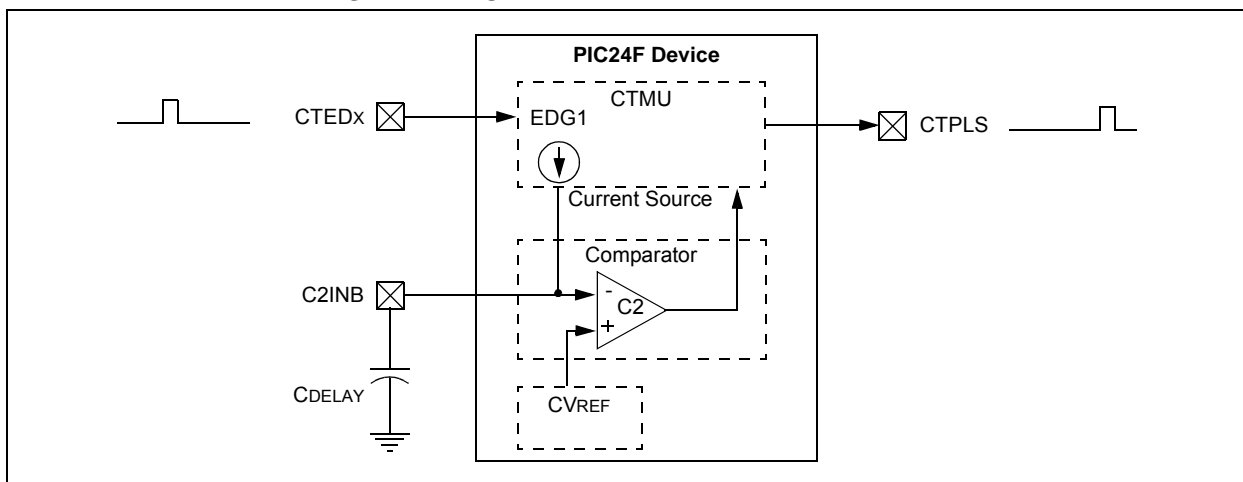 PIC24F Device
CTMU
CTEDX
EDG1
CTPLS
Current Source
Comparator
C2INB
-
C2
+
CDELAY
CVREF